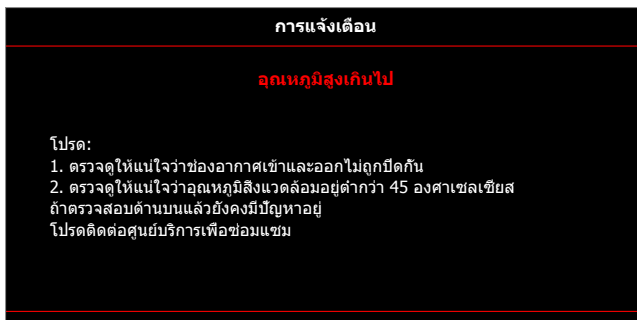 การแจ้งเตือน
อุณหภูมิสูงเกินไป
โปรด:
1. ตรวจดูให้แน่ใจว่าช่องอากาศเข้าและออกไม่ถูกปิดกั้น
2. ตรวจดูให้แน่ใจว่าอุณหภูมิสิ่งแวดล้อมอยู่ต่ำกว่า 45 องศาเซลเซียส
ถ้าตรวจสอบด้านบนแล้วยังคงมีปัญหาอยู่
โปรดติดต่อศูนย์บริการเพื่อซ่อมแซม